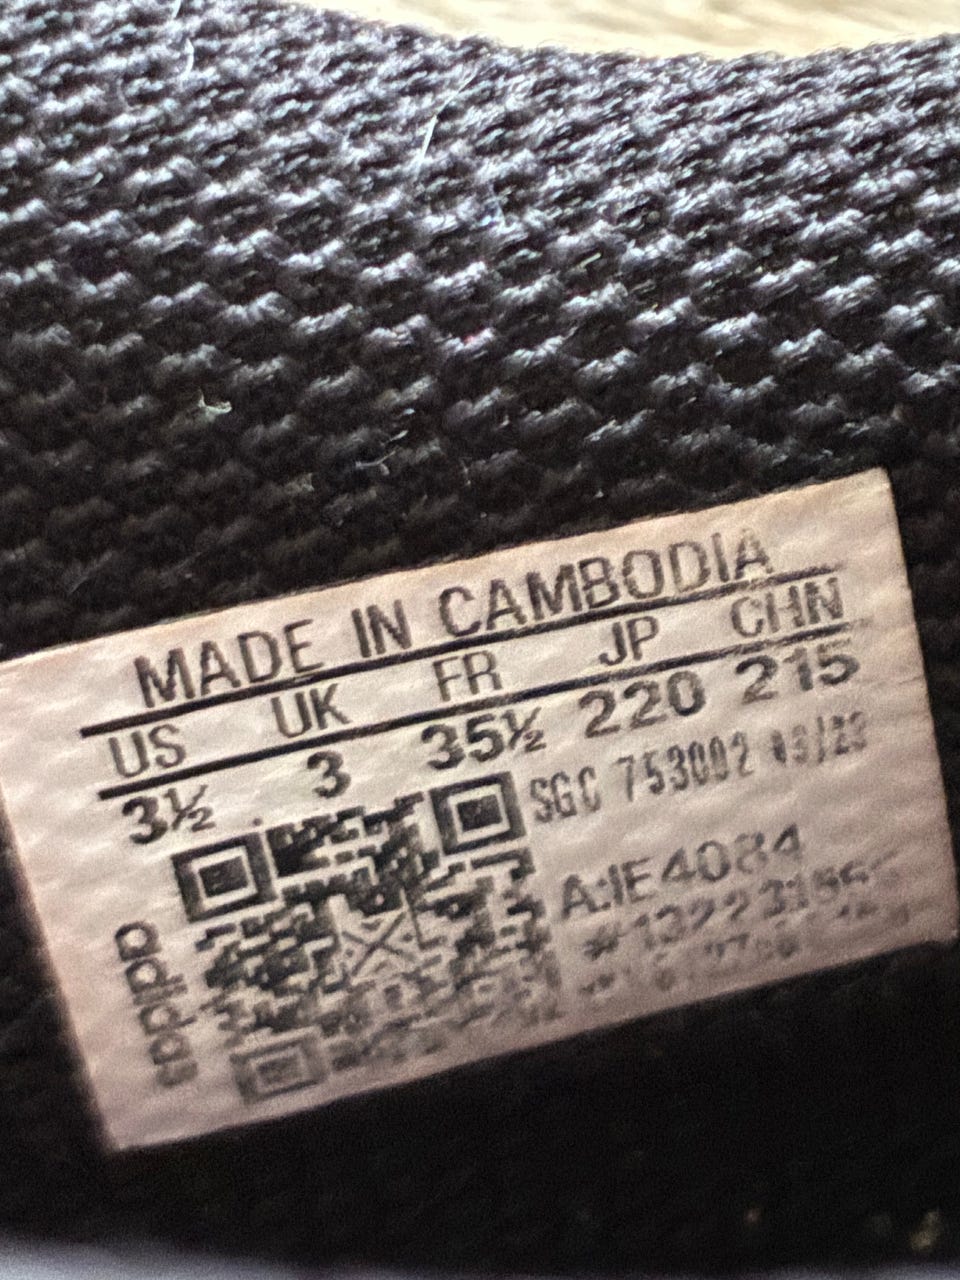 MADE IN CAMBODIA
US UK FR JP CHN
3½ 3 35½ 220 215
SGC 753002
A:IE4084
adidas